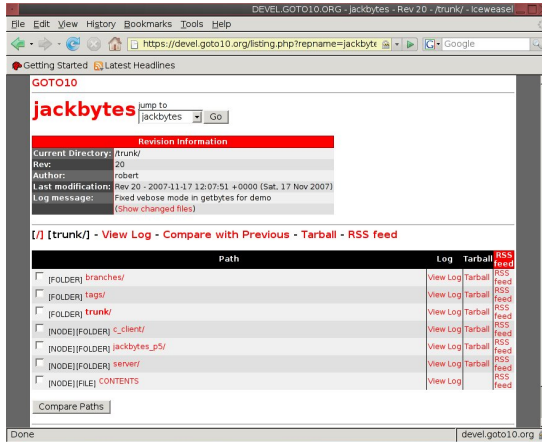 DEVEL.GOTO10.ORG - jackbytes - Rev 20 - /trunk/ - Iceweasel
File Edit View History Bookmarks Tools Help
https://devel.goto10.org/listing.php?repname=jackbyte
Google
Getting Started Latest Headlines
GOTO10
jackbytes
jump to
jackbytes Go
Revision Information
Current Directory: /trunk/
Rev: 20
Author: robert
Last modification: Rev 20 - 2007-11-17 12:07:51 +0000 (Sat, 17 Nov 2007)
Log message: Fixed vebose mode in getbytes for demo
(Show changed files)
[/] [trunk/] - View Log - Compare with Previous - Tarball - RSS feed
Path Log Tarball RSS feed
[FOLDER] branches/ View Log Tarball RSS feed
[FOLDER] tags/ View Log Tarball RSS feed
[FOLDER] trunk/ View Log Tarball RSS feed
[NODE][FOLDER] c_client/ View Log Tarball RSS feed
[NODE][FOLDER] jackbytes_p5/ View Log Tarball RSS feed
[NODE][FOLDER] server/ View Log Tarball RSS feed
[NODE][FILE] CONTENTS View Log RSS feed
Compare Paths
Done devel.goto10.org